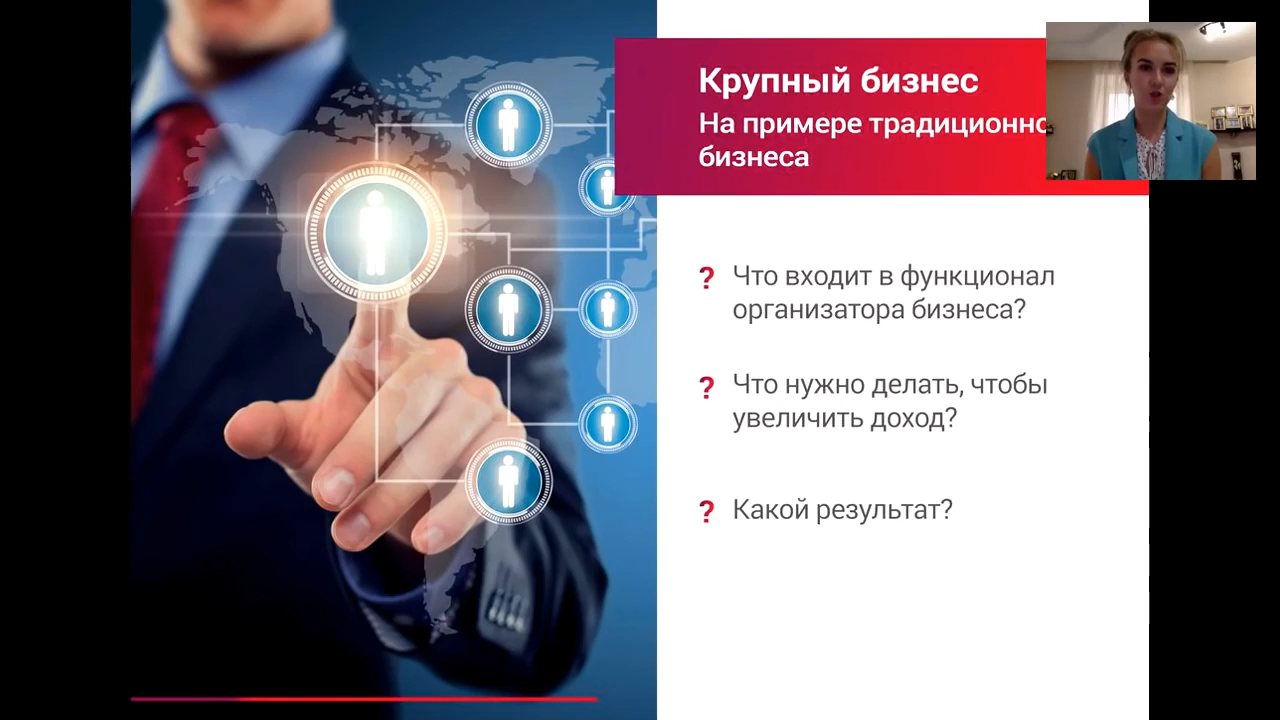 Крупный бизнес
На примере традиционно
бизнеса
? Что входит в функционал
организатора бизнеса?
? Что нужно делать, чтобы
увеличить доход?
? Какой результат?